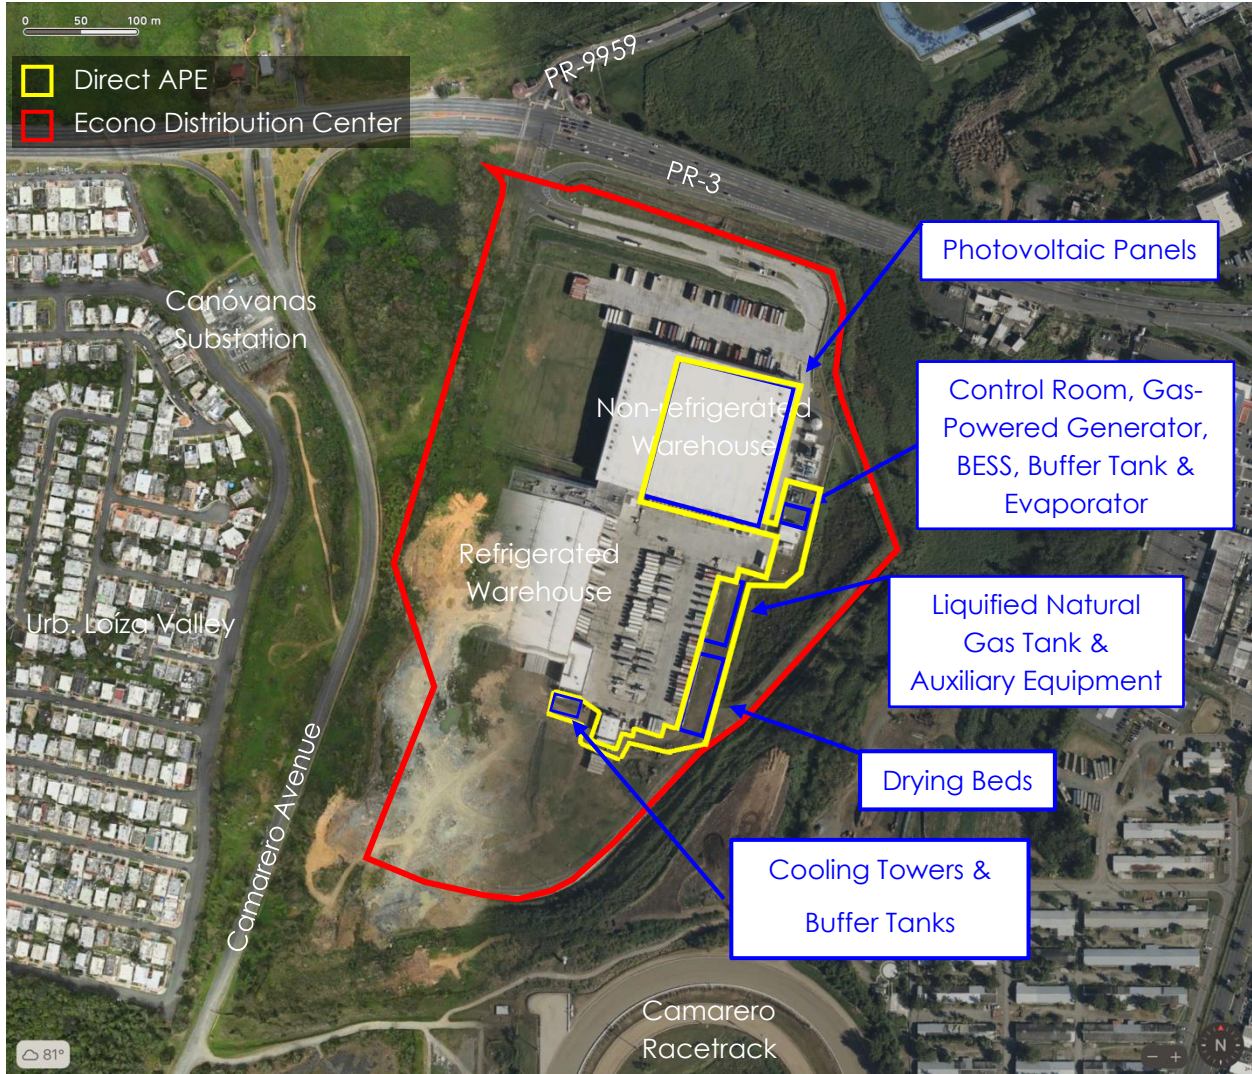 0 50 100 m
Direct APE
Econo Distribution Center
PR-9959
PR-3
Photovoltaic Panels
Canóvanas
Substation
Control Room, Gas-
Powered Generator,
BESS, Buffer Tank &
Evaporator
Non-refrigerated
Warehouse
Refrigerated
Warehouse
Liquified Natural
Gas Tank &
Auxiliary Equipment
Urb. Loíza Valley
Drying Beds
Camarero Avenue
Cooling Towers &
Buffer Tanks
Camarero
Racetrack
81°
N